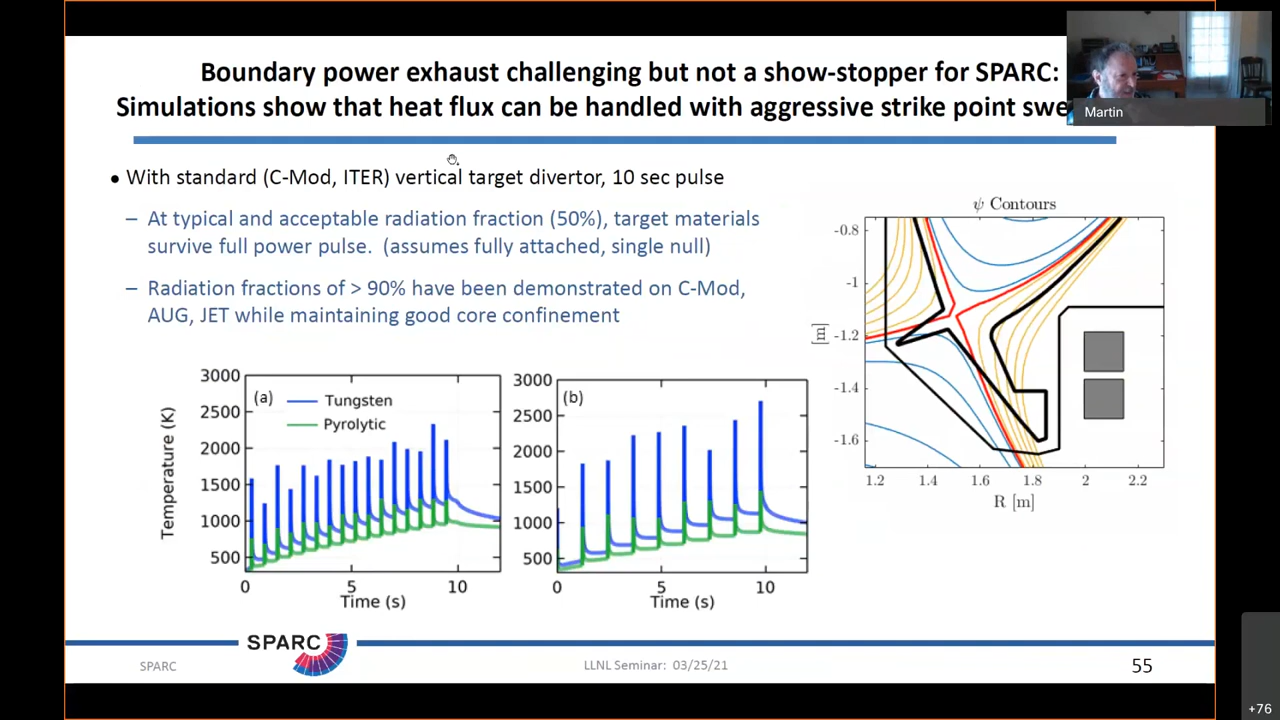 Boundary power exhaust challenging but not a show-stopper for SPARC:
Simulations show that heat flux can be handled with aggressive strike point swe
Martin
• With standard (C-Mod, ITER) vertical target divertor, 10 sec pulse
– At typical and acceptable radiation fraction (50%), target materials
survive full power pulse. (assumes fully attached, single null)
– Radiation fractions of > 90% have been demonstrated on C-Mod,
AUG, JET while maintaining good core confinement
3000
2500
2000
1500
1000
500
Temperature (K)
(a)
Tungsten
Pyrolytic
0 5 10
Time (s)
3000
2500
2000
1500
1000
500
(b)
0 5 10
Time (s)
ψ Contours
-0.8
-1
-1.2
-1.4
-1.6
[m]
1.2 1.4 1.6 1.8 2 2.2
R [m]
SPARC
SPARC
LLNL Seminar: 03/25/21
55
+76